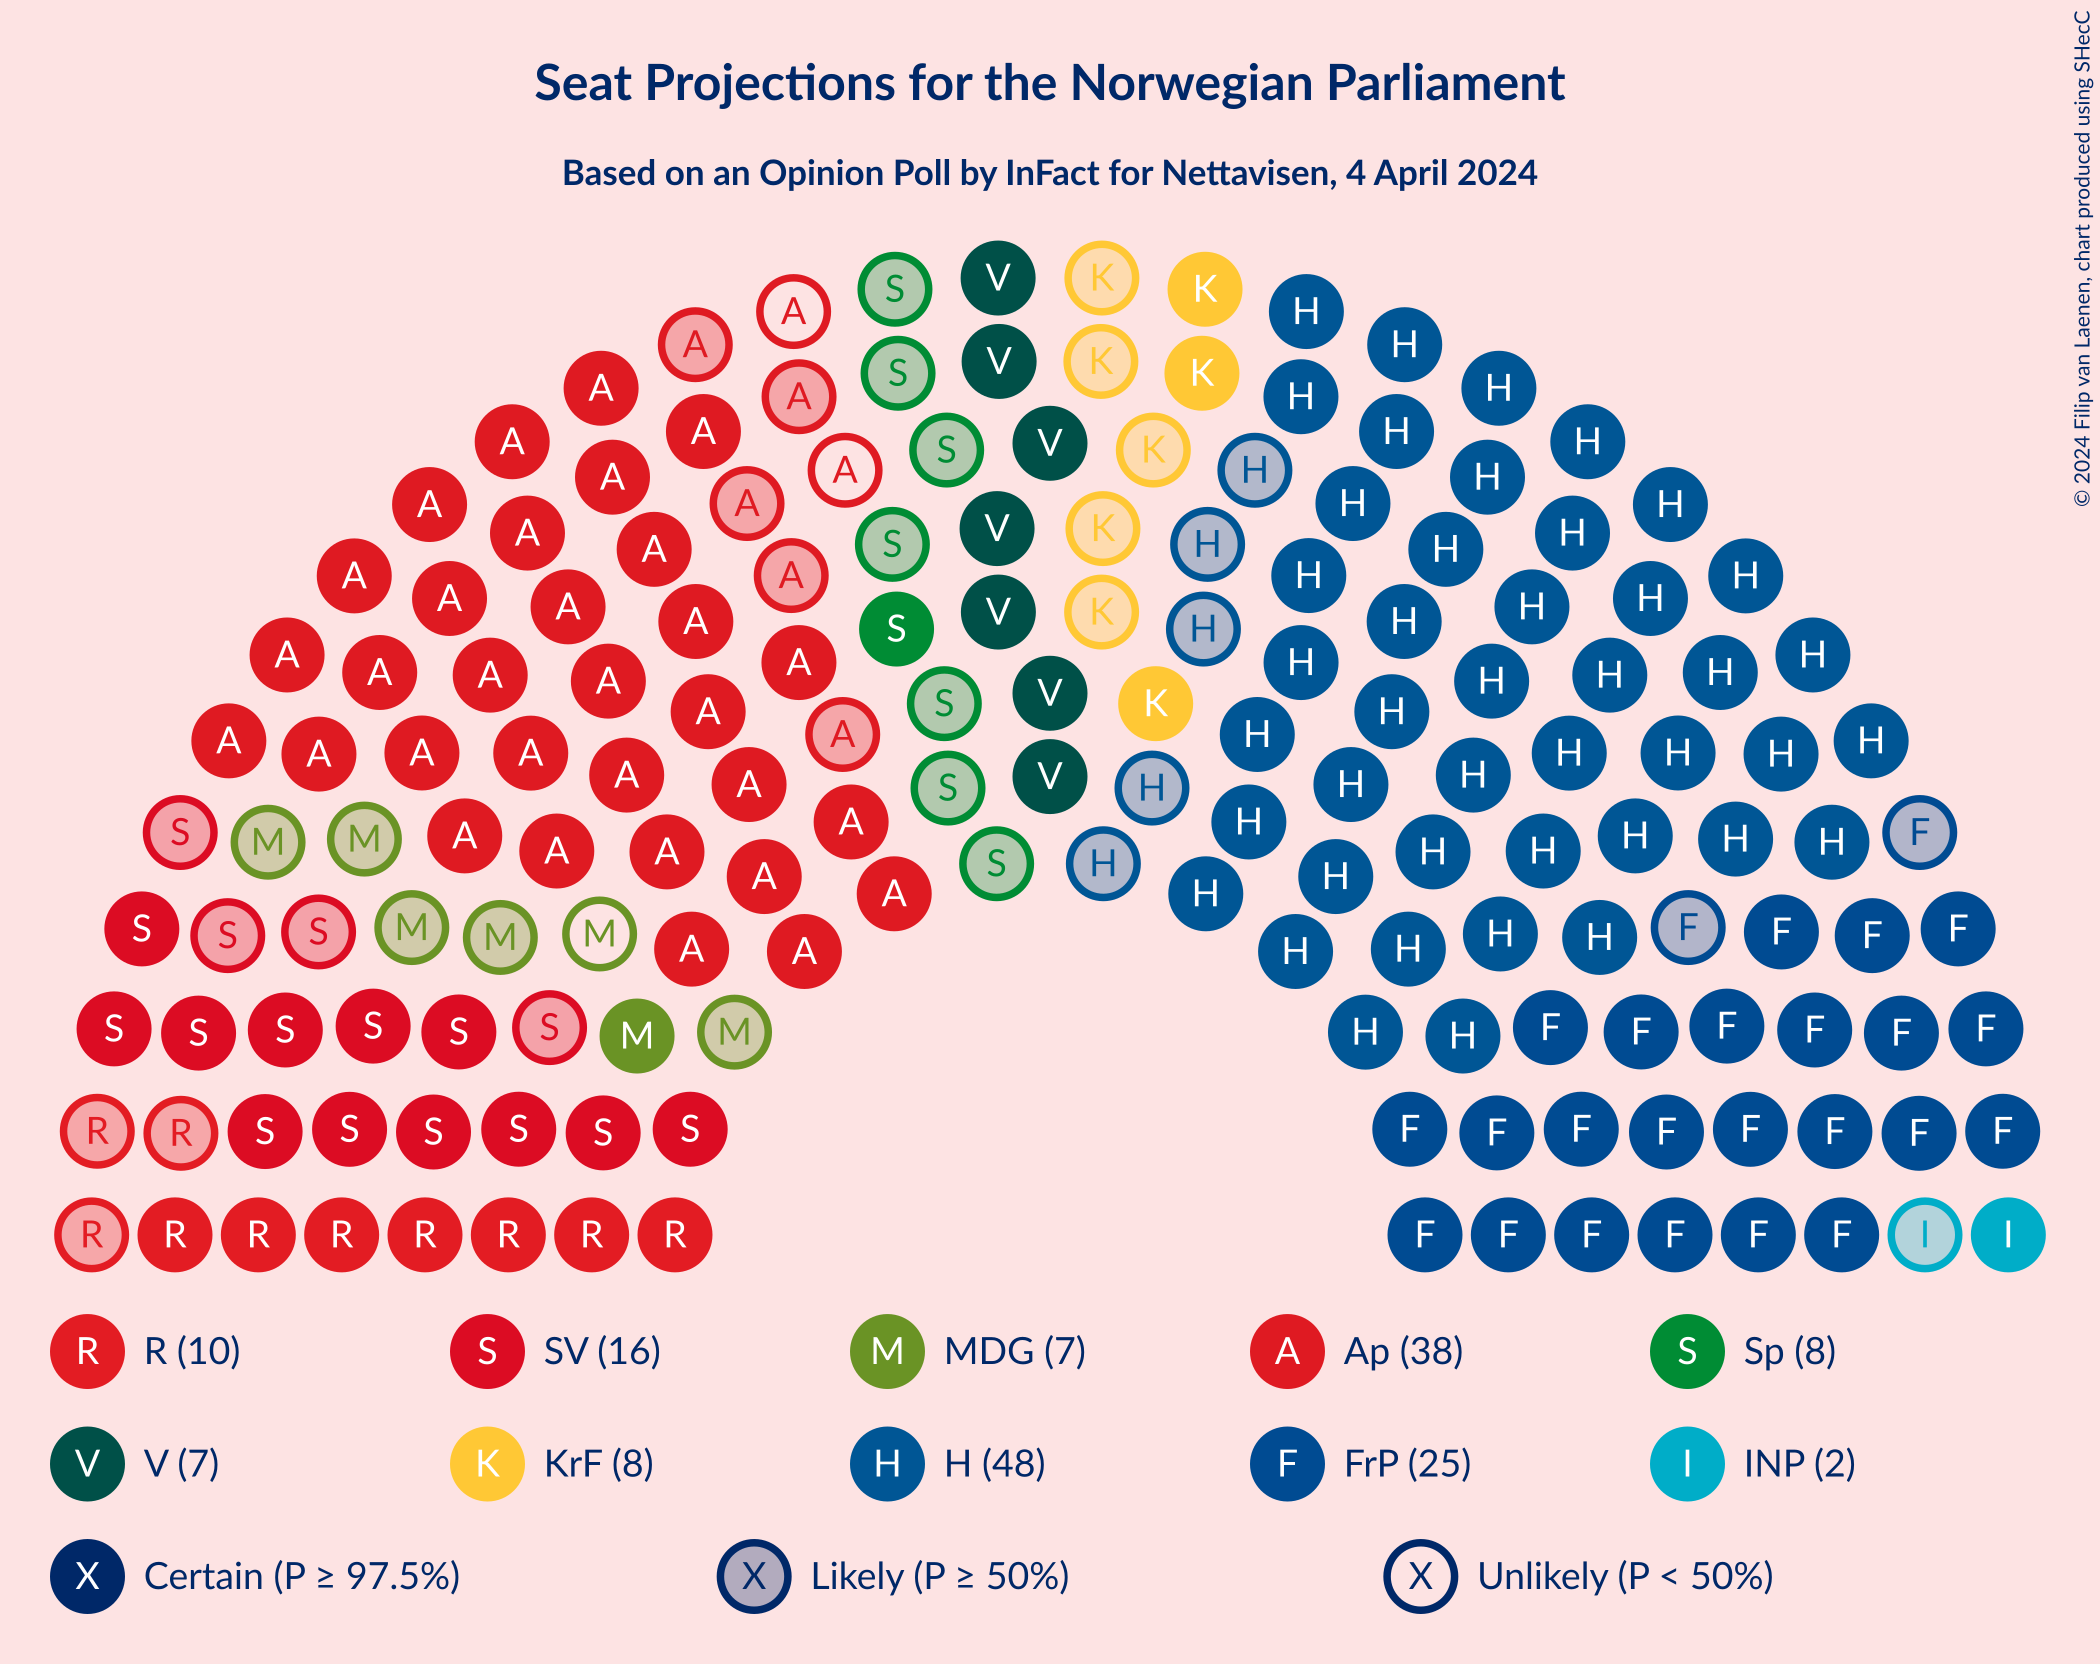 Seat Projections for the Norwegian Parliament
Based on an Opinion Poll by InFact for Nettavisen, 4 April 2024
© 2024 Filip van Laenen, chart produced using SHecC
S V K K H H
A A H
A S V K K H H H
A A A H H
A A A S V K H H H H
A A A A S V K H H H H H
A A A A A S V K H H H H H H
A A A A A A S V K H H H H H H
A A A A A A A S V H H H H H H H H
S M M A A A A A A S H H H H H H H H H F
S S S M M M A A H H H H F F F F
S S S S S S M M H H F F F F F F
R R S S S S S S F F F F F F F F
R R R R R R R R F F F F F F I I
R R (10) S SV (16) M MDG (7) A Ap (38) S Sp (8)
V V (7) K KrF (8) H H (48) F FrP (25) I INP (2)
X Certain (P ≥ 97.5%) X Likely (P ≥ 50%) X Unlikely (P < 50%)